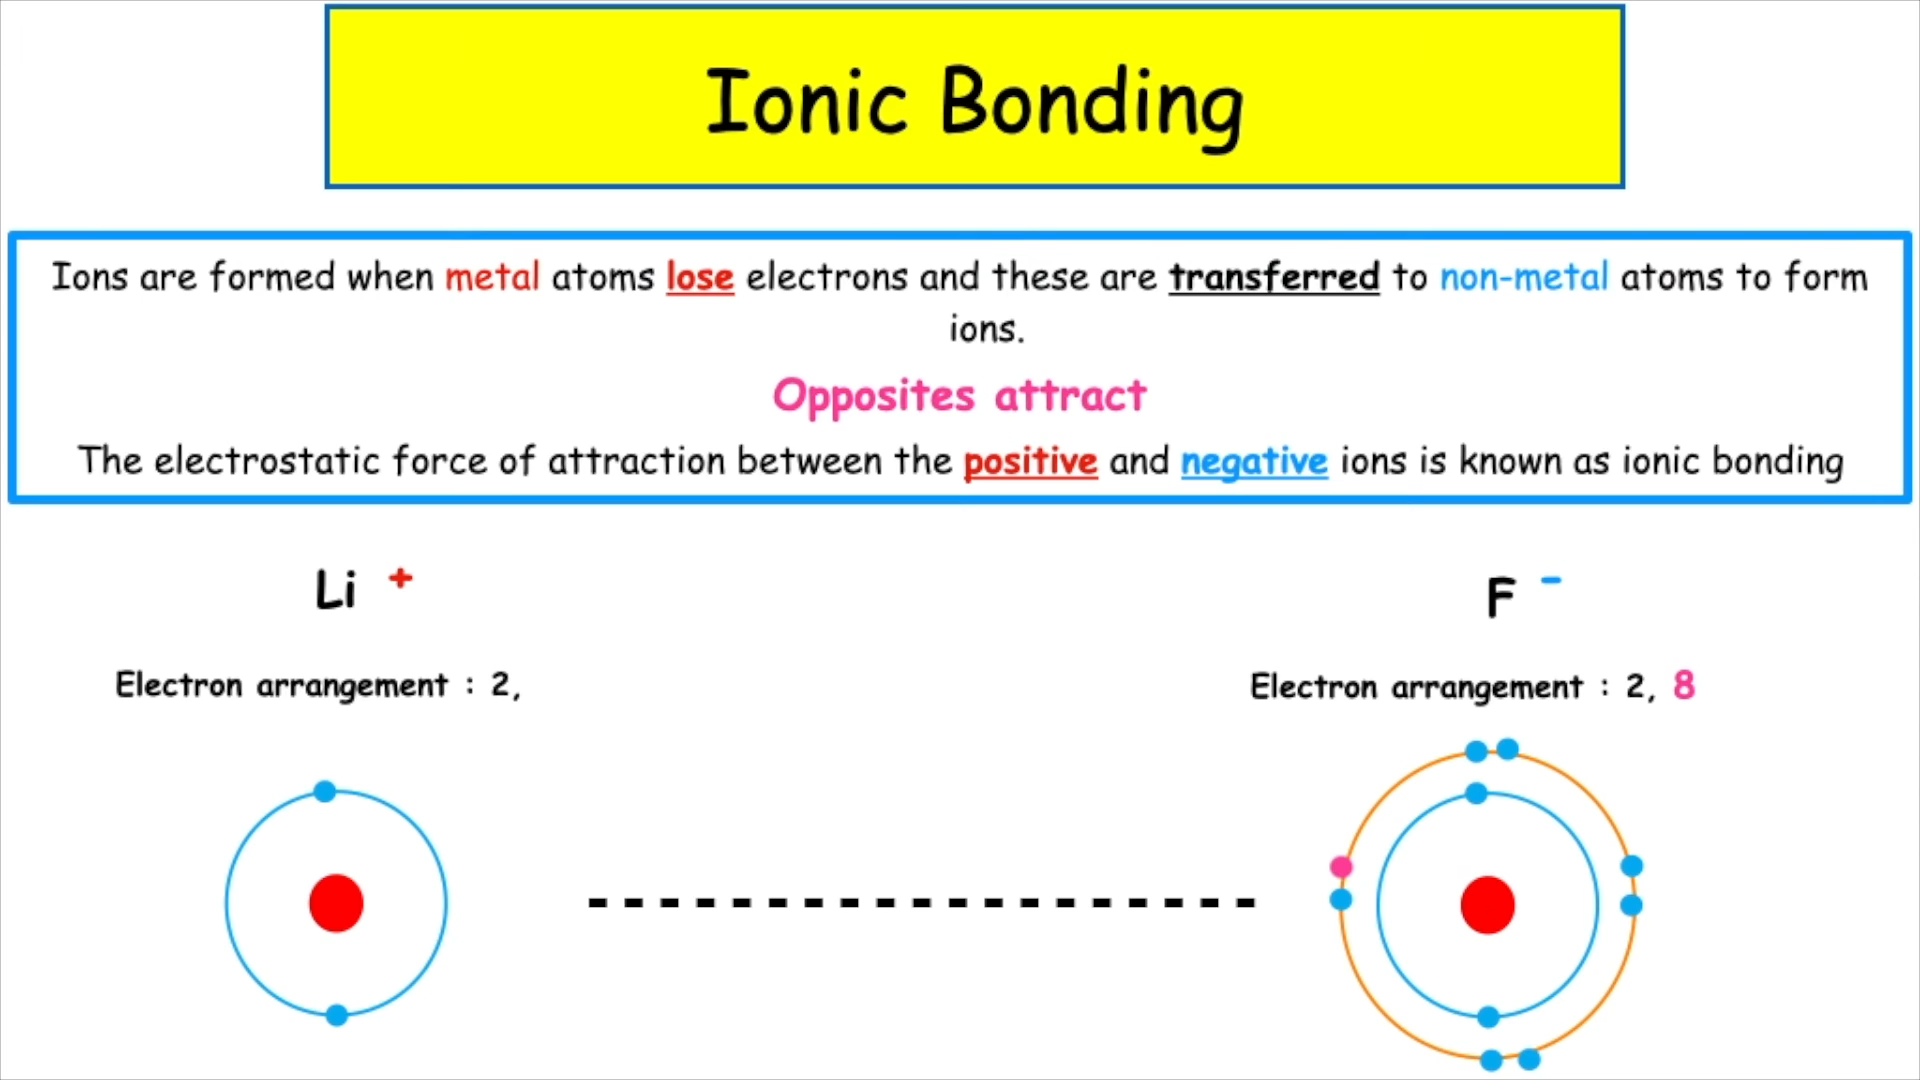 Ionic Bonding
Ions are formed when metal atoms lose electrons and these are transferred to non-metal atoms to form
ions.
Opposites attract
The electrostatic force of attraction between the positive and negative ions is known as ionic bonding
Li +
F -
Electron arrangement : 2,
Electron arrangement : 2, 8